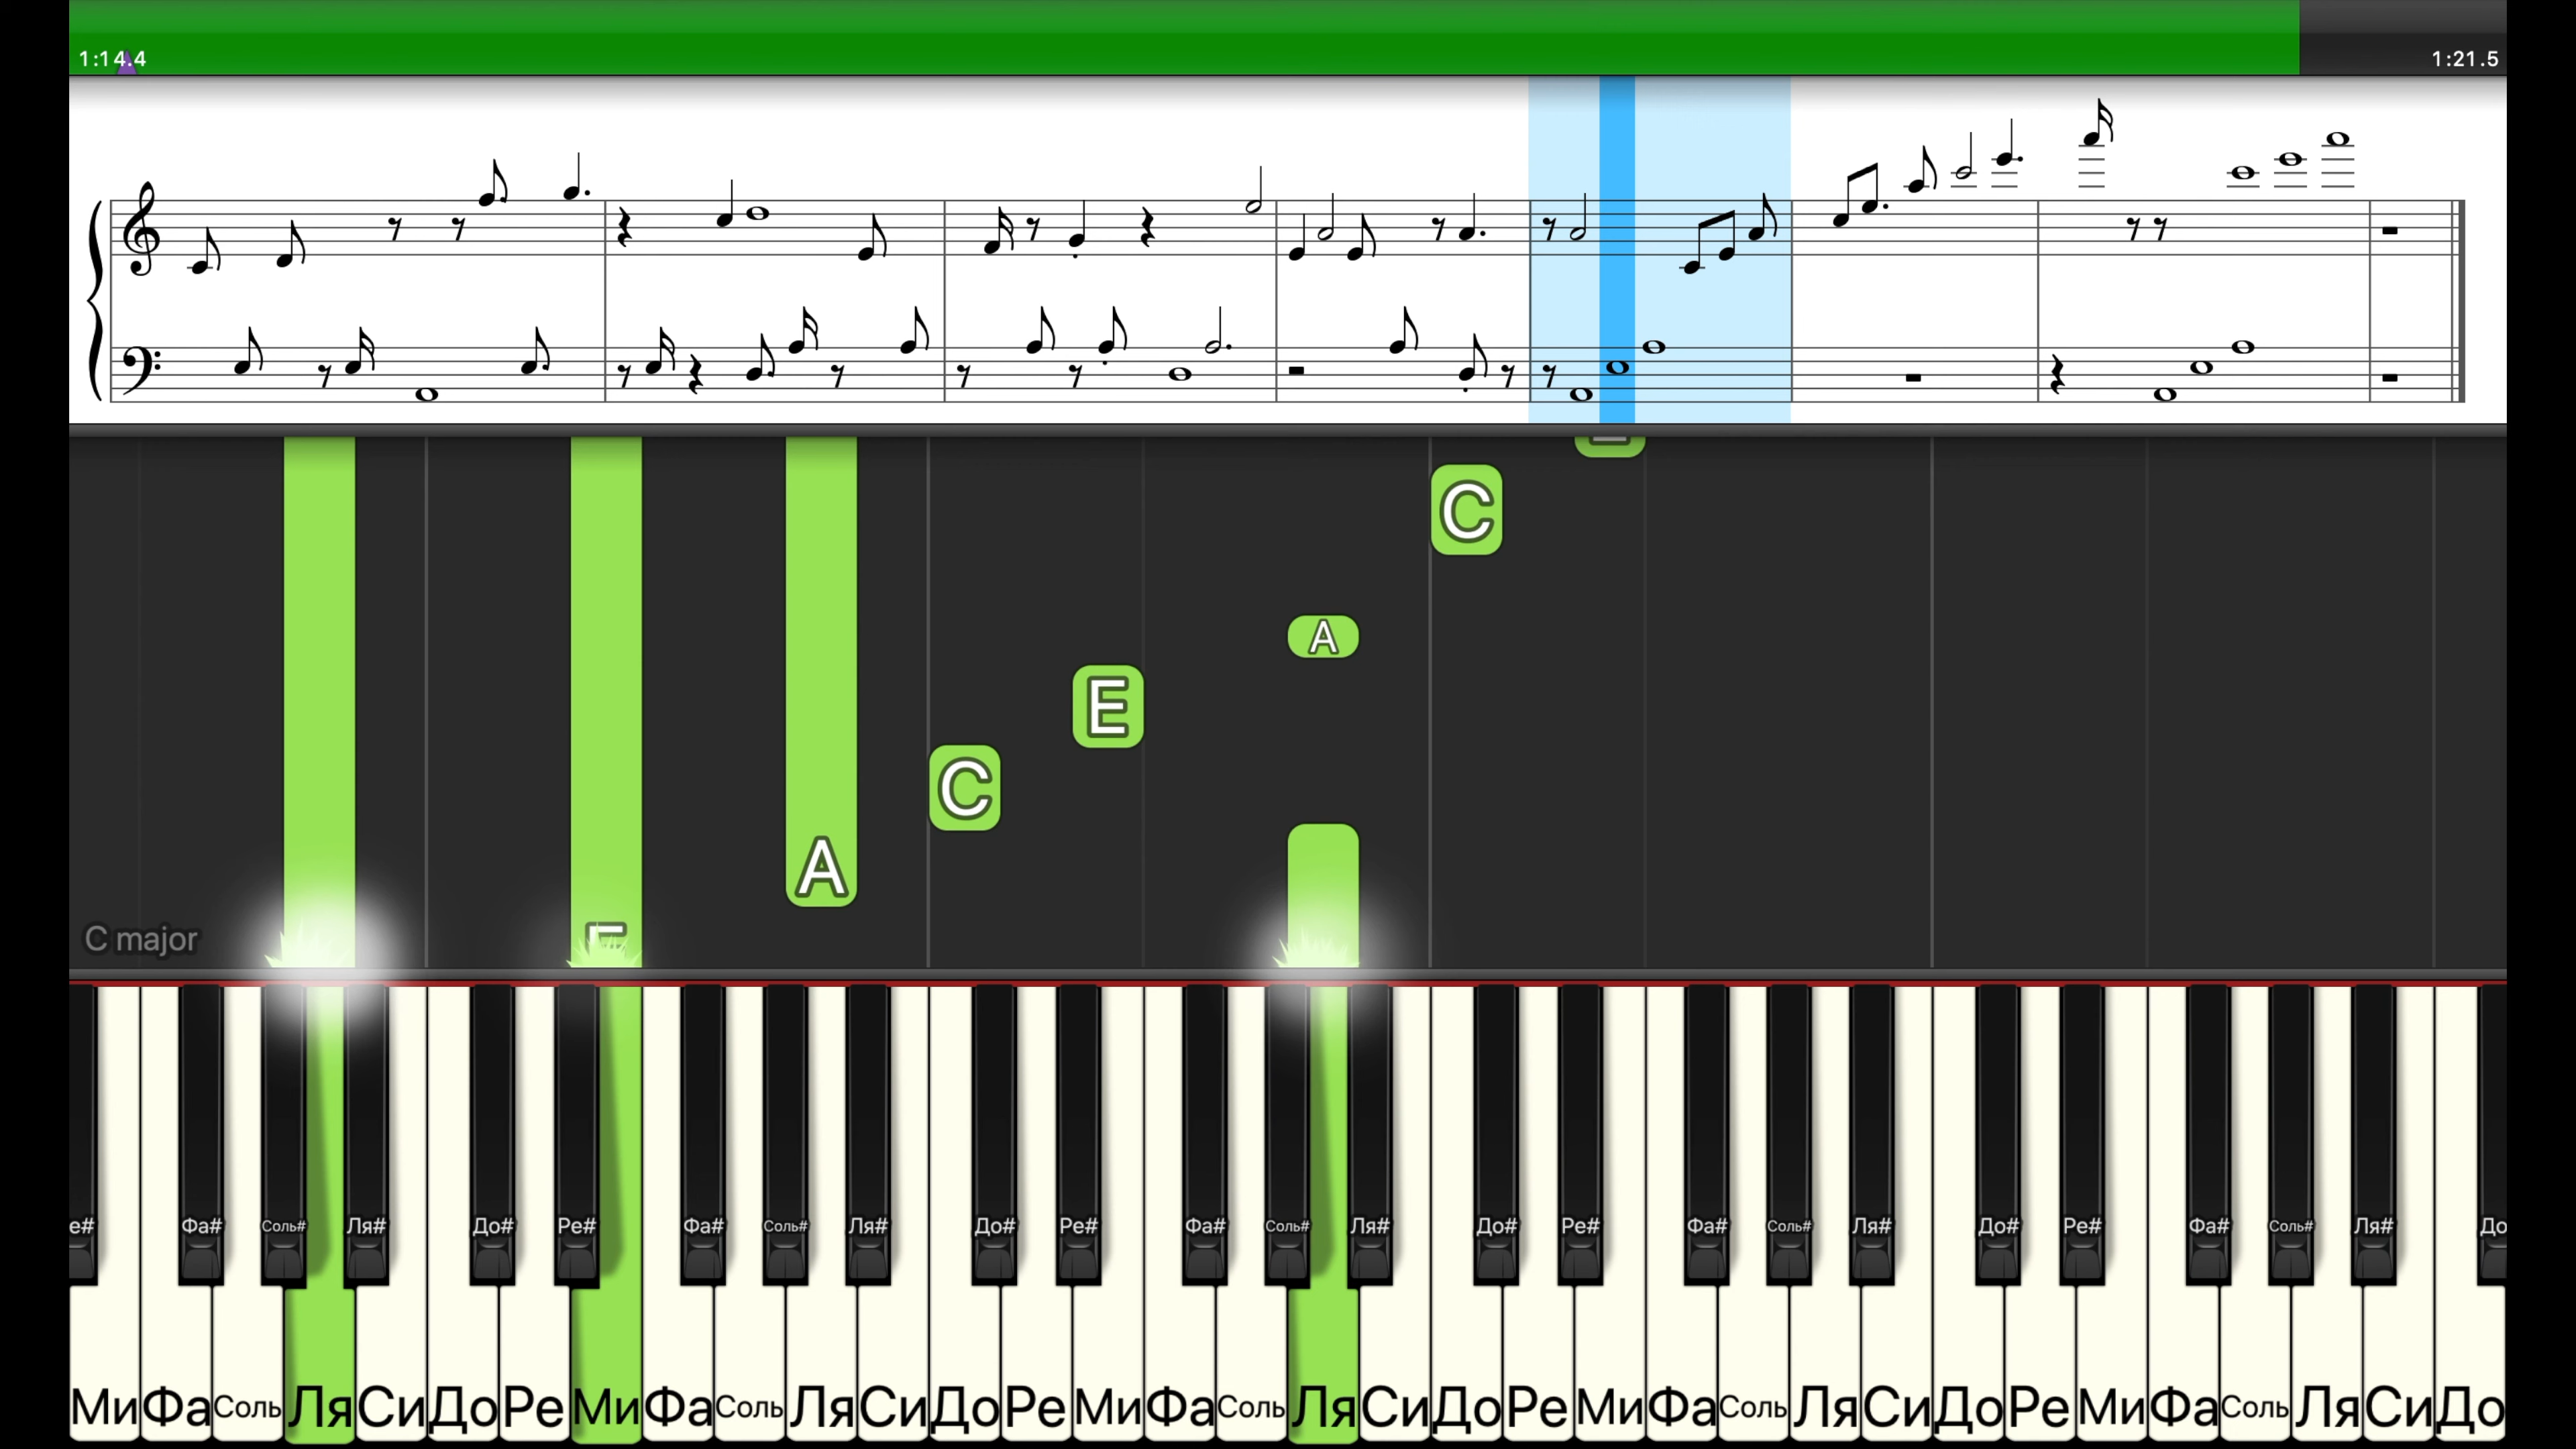 1:14.4 1:21.5
E
C
A
E
C
A
E
C major
е# Фа# Соль# Ля# До# Ре# Фа# Соль# Ля# До# Ре# Фа# Соль# Ля# До# Ре# Фа# Соль# Ля# До# Ре# Фа# Соль# Ля# До
Ми Фа Соль Ля Си До Ре Ми Фа Соль Ля Си До Ре Ми Фа Соль Ля Си До Ре Ми Фа Соль Ля Си До Ре Ми Фа Соль Ля Си До